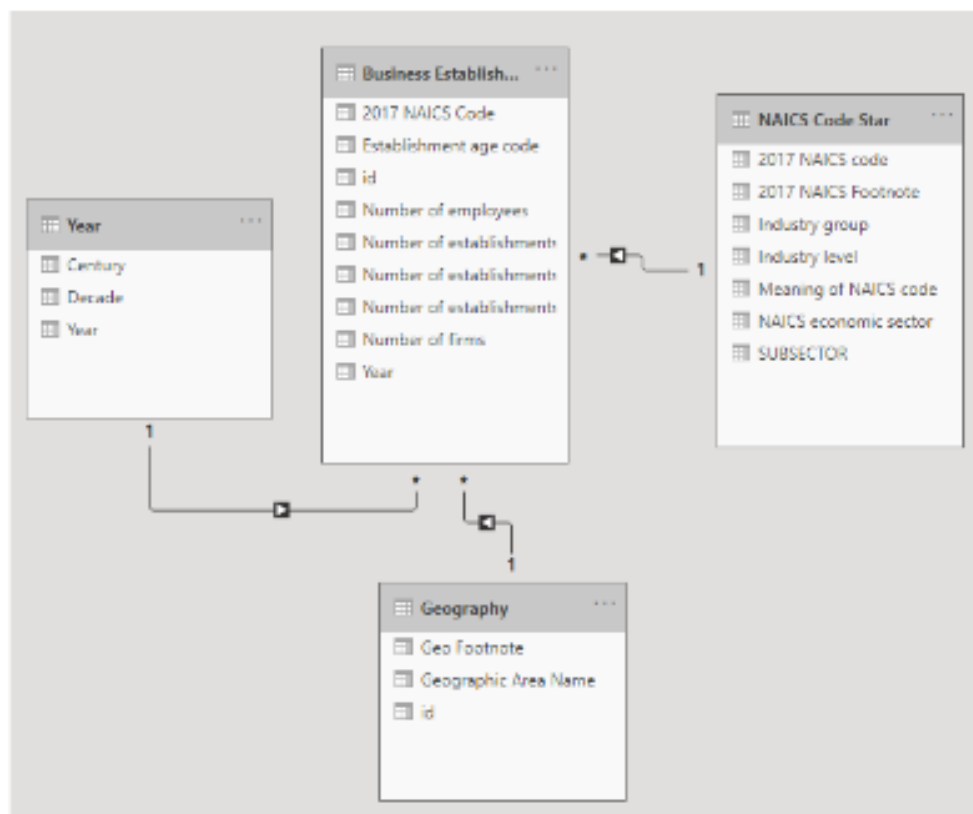 Business Establish... ...
2017 NAICS Code
Establishment age code
id
Number of employees
Number of establishments
Number of establishments
Number of establishments
Number of firms
Year
NAICS Code Star ...
2017 NAICS code
2017 NAICS Footnote
Industry group
Industry level
Meaning of NAICS code
NAICS economic sector
SUBSECTOR
Year ...
Century
Decade
Year
* 1
1
* *
1
Geography ...
Geo Footnote
Geographic Area Name
id